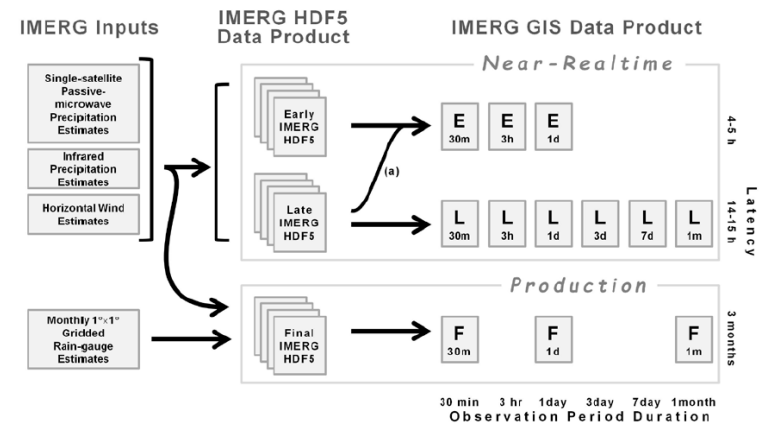 IMERG Inputs
IMERG HDF5
Data Product
IMERG GIS Data Product
Near-Realtime
Single-satellite
Passive-
microwave
Precipitation
Estimates
Infrared
Precipitation
Estimates
Horizontal Wind
Estimates
Early
IMERG
HDF5
(a)
Late
IMERG
HDF5
E
30m
E
3h
E
1d
4-5 h
L
30m
L
3h
L
1d
L
3d
L
7d
L
1m
14-15 h
Latency
Production
Monthly 1°×1°
Gridded
Rain-gauge
Estimates
Final
IMERG
HDF5
F
30m
F
1d
F
1m
3 months
30 min 3 hr 1day 3day 7day 1month
Observation Period Duration